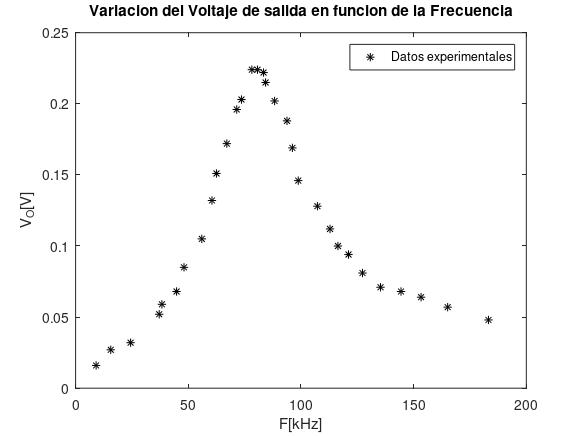 Variacion del Voltaje de salida en funcion de la Frecuencia
0.25
Datos experimentales
0.2
0.15
V_O[V]
0.1
0.05
0
0 50 100 150 200
F[kHz]